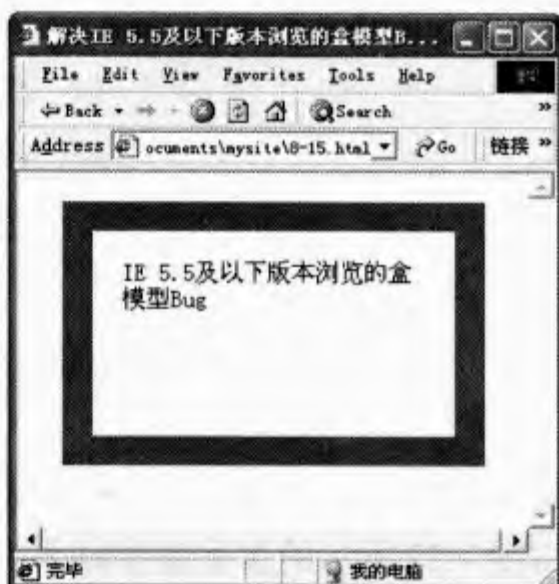 解决IE 5.5及以下版本浏览的盒模型B...
File Edit View Favorites Tools Help
Back Search
Address ocuments\mysite\8-15.html Go 链接 »
IE 5.5及以下版本浏览的盒
模型Bug
完毕 我的电脑